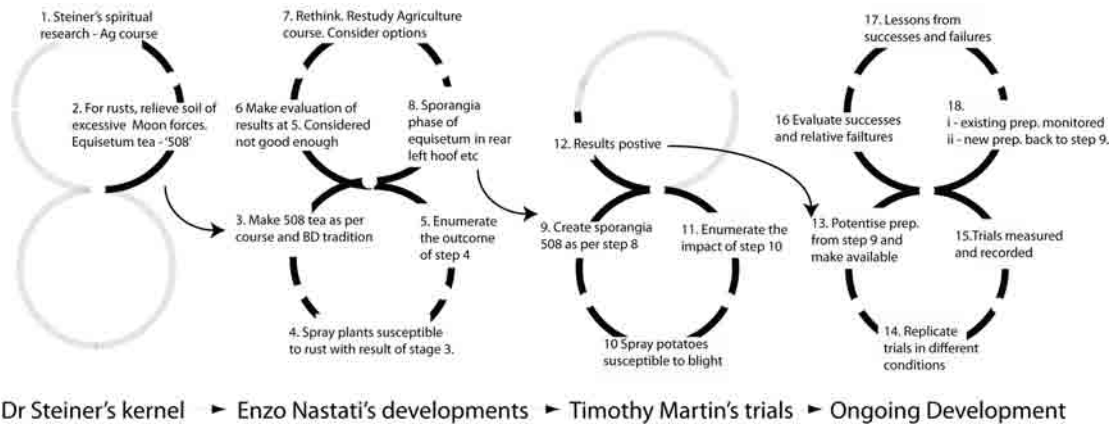 1. Steiner's spiritual
research - Ag course
2. For rusts, relieve soil of
excessive Moon forces.
Equisetum tea - '508'
7. Rethink. Restudy Agriculture
course. Consider options
6 Make evaluation of
results at 5. Considered
not good enough
8. Sporangia
phase of
equisetum in rear
left hoof etc
3. Make 508 tea as per
course and BD tradition
5. Enumerate
the outcome
of step 4
4. Spray plants susceptible
to rust with result of stage 3.
12. Results postive
9. Create sporangia
508 as per step 8
11. Enumerate the
impact of step 10
10 Spray potatoes
susceptible to blight
17. Lessons from
successes and failures
16 Evaluate successes
and relative failtures
18.
i - existing prep. monitored
ii - new prep. back to step 9.
13. Potentise prep.
from step 9 and
make available
15.Trials measured
and recorded
14. Replicate
trials in different
conditions
Dr Steiner's kernel ► Enzo Nastati's developments ► Timothy Martin's trials ► Ongoing Development